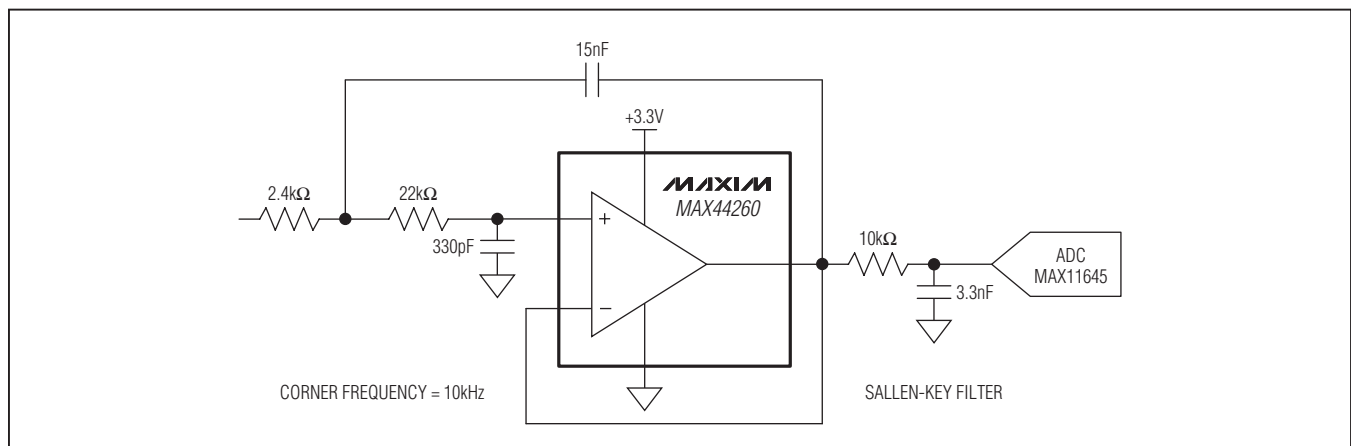 15nF
+3.3V
MAXIM
MAX44260
2.4kΩ
22kΩ
330pF
+
−
10kΩ
3.3nF
ADC
MAX11645
CORNER FREQUENCY = 10kHz
SALLEN-KEY FILTER